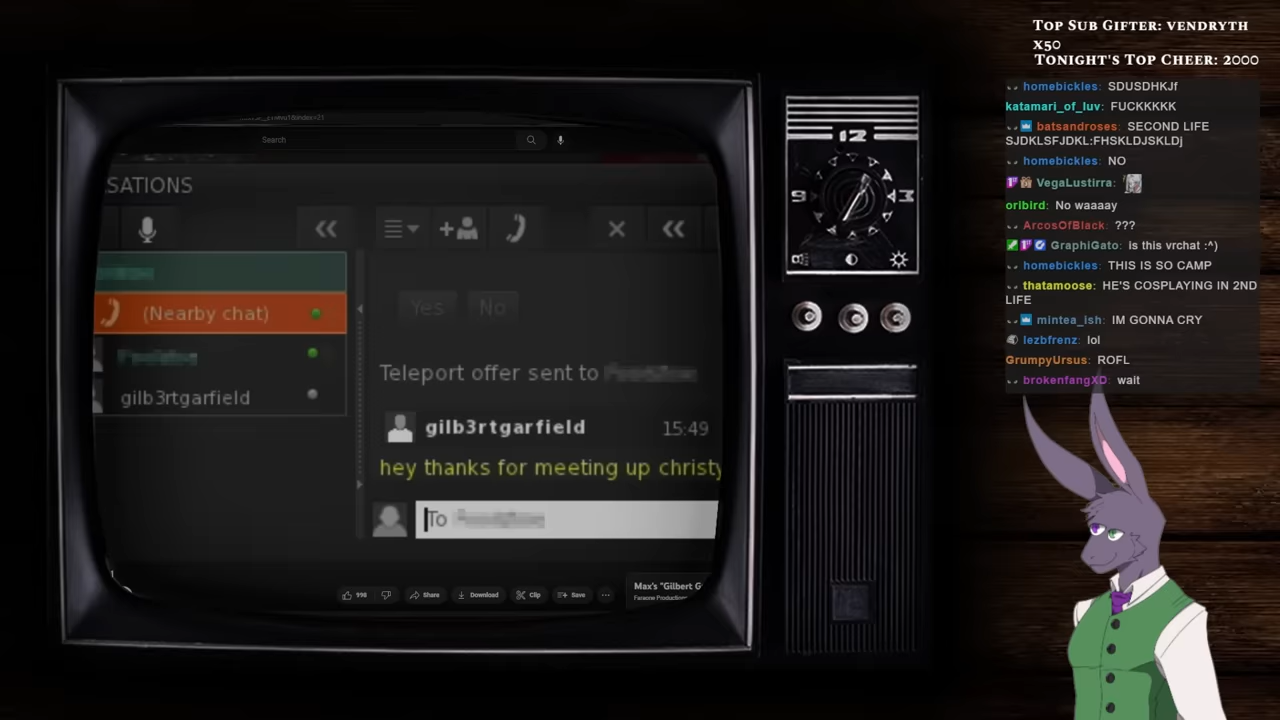 TOP SUB GIFTER: VENDRYTH
X50
TONIGHT'S TOP CHEER: 2000
homebickles: SDUSDHKJf
katamari_of_luv: FUCKKKKK
batsandroses: SECOND LIFE
SJDKLSFJDKL:FHSKLDJSKLDj
homebickles: NO
VegaLustirra:
oribird: No waaaay
ArcosOfBlack: ???
GraphiGato: is this vrchat :^)
homebickles: THIS IS SO CAMP
thatamoose: HE'S COSPLAYING IN 2ND
LIFE
mintea_ish: IM GONNA CRY
lezbfrenz: lol
GrumpyUrsus: ROFL
brokenfangXD: wait
Search
SATIONS
Yes No
(Nearby chat)
Teleport offer sent to
gilb3rtgarfield
gilb3rtgarfield 15:49
hey thanks for meeting up christy
To
998 Share Download Clip Save
Max's "Gilbert G
Faraone Productions
12
9